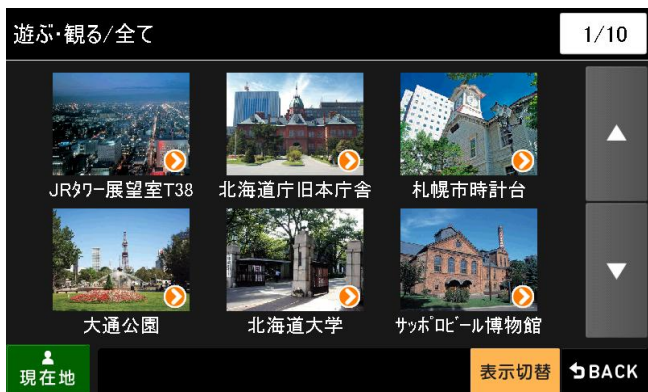 遊ぶ・観る/全て
1/10
JRﾀﾜｰ展望室T38
北海道庁旧本庁舎
札幌市時計台
大通公園
北海道大学
ｻｯﾎﾟﾛﾋﾞｰﾙ博物館
現在地
表示切替
BACK